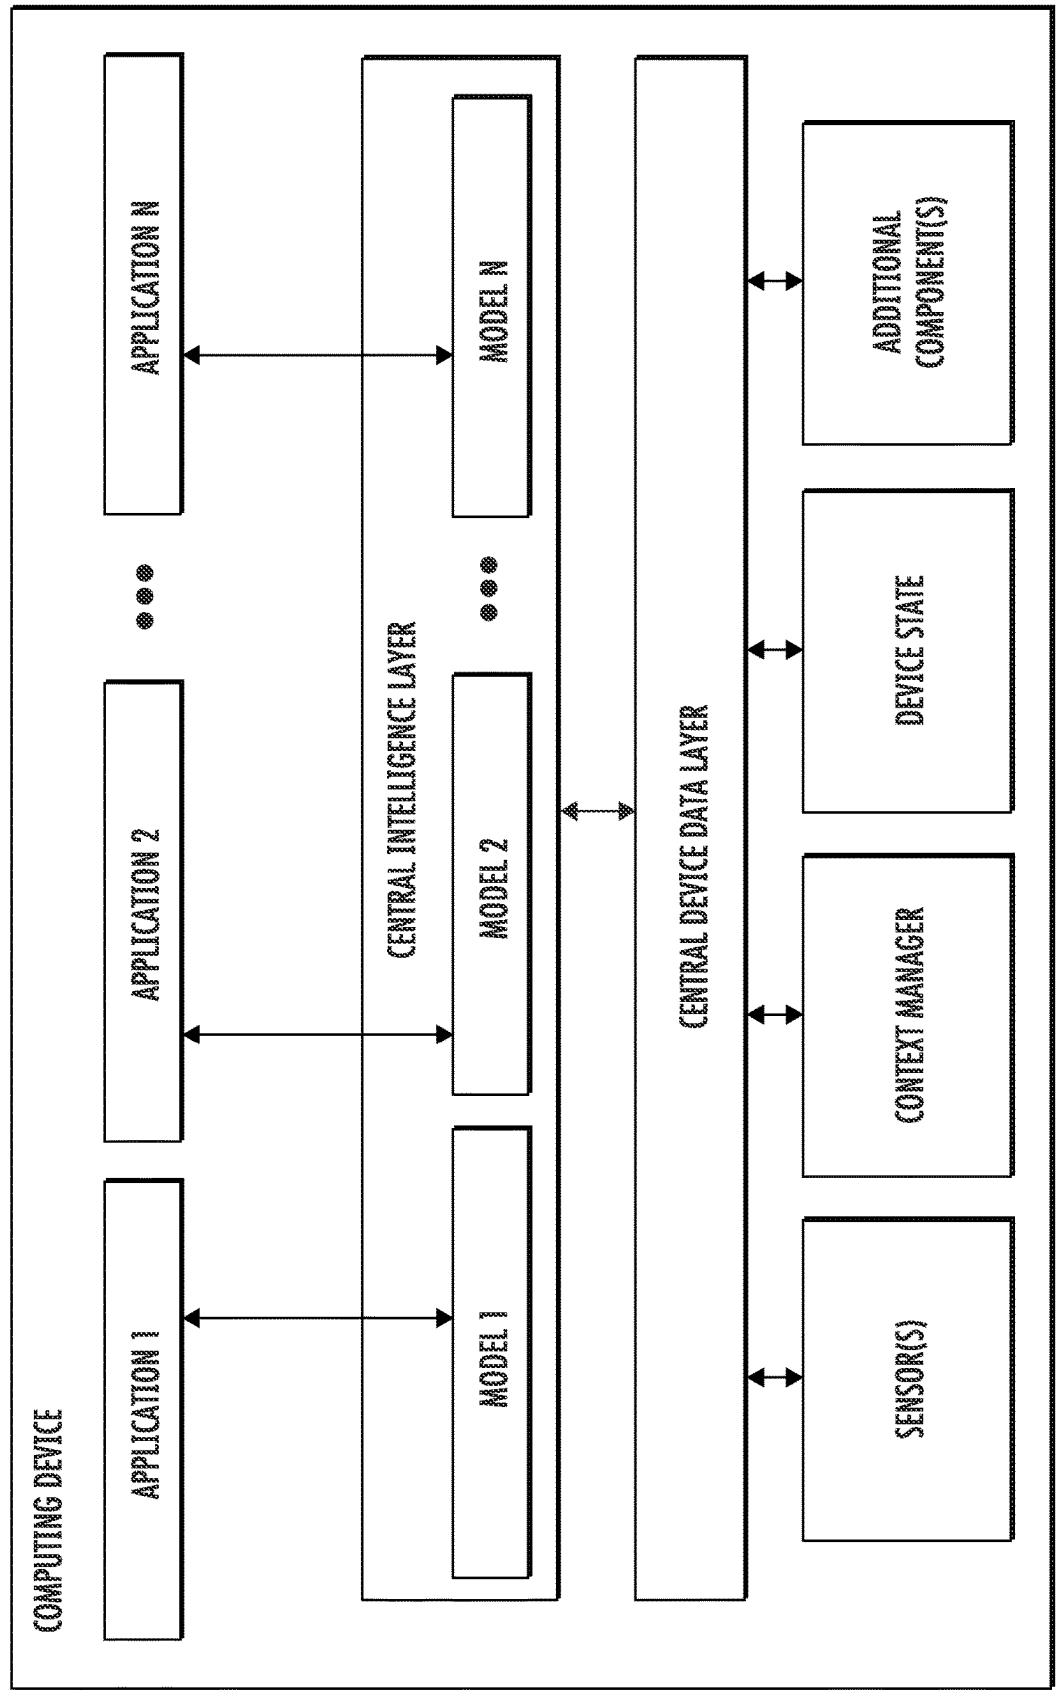 COMPUTING DEVICE
APPLICATION 1
APPLICATION 2
APPLICATION N
CENTRAL INTELLIGENCE LAYER
MODEL 1
MODEL 2
MODEL N
CENTRAL DEVICE DATA LAYER
SENSOR(S)
CONTEXT MANAGER
DEVICE STATE
ADDITIONAL
COMPONENT(S)